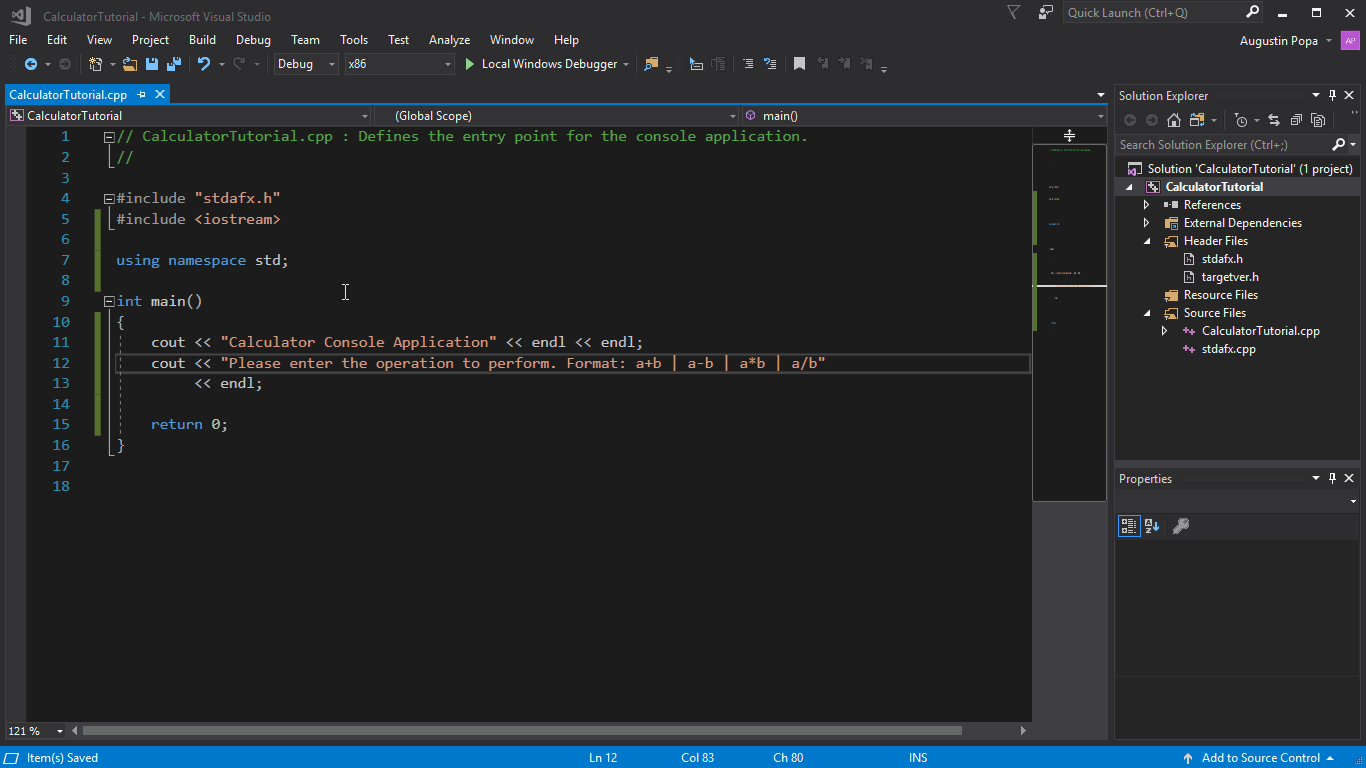 CalculatorTutorial - Microsoft Visual Studio
Quick Launch (Ctrl+Q)
File Edit View Project Build Debug Team Tools Test Analyze Window Help
Augustin Popa AP
Debug x86 Local Windows Debugger
CalculatorTutorial.cpp
CalculatorTutorial (Global Scope) main()
1 // CalculatorTutorial.cpp : Defines the entry point for the console application.
2 //
3
4 #include "stdafx.h"
5 #include <iostream>
6
7 using namespace std;
8
9 int main()
10 {
11 cout << "Calculator Console Application" << endl << endl;
12 cout << "Please enter the operation to perform. Format: a+b | a-b | a*b | a/b"
13 << endl;
14
15 return 0;
16 }
17
18
121 %
Solution Explorer
Search Solution Explorer (Ctrl+;)
Solution 'CalculatorTutorial' (1 project)
CalculatorTutorial
References
External Dependencies
Header Files
stdafx.h
targetver.h
Resource Files
Source Files
CalculatorTutorial.cpp
stdafx.cpp
Properties
Item(s) Saved Ln 12 Col 83 Ch 80 INS Add to Source Control